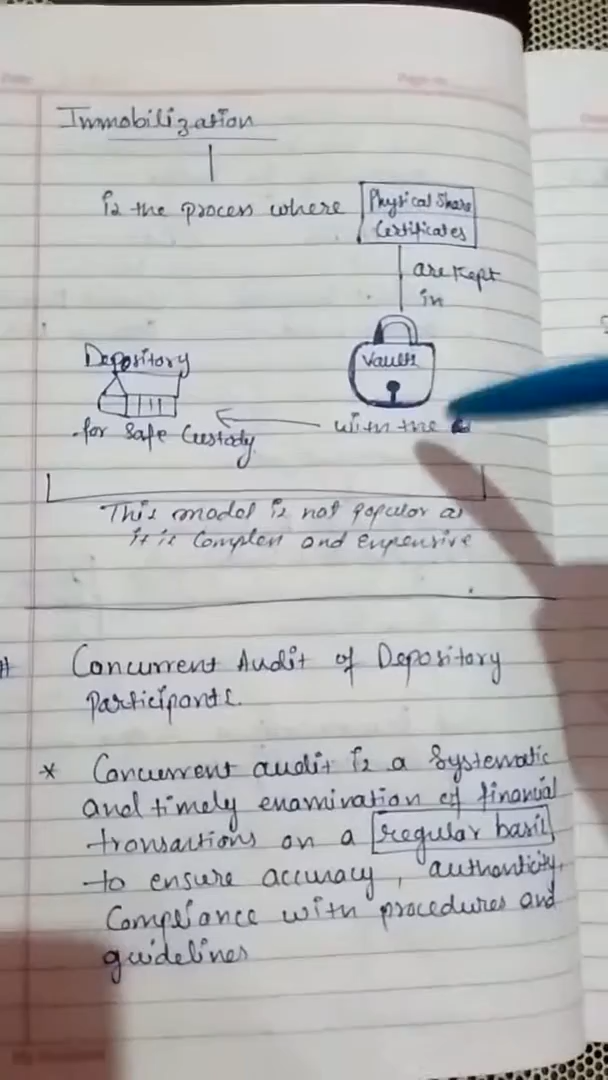 Immobilization
is the process where Physical Share
Certificates
are kept
in
Vault
Depository
with the
for Safe Custody
This model is not popular as
it is Complex and expensive
# Concurrent Audit of Depository
Participants.
* Concurrent audit is a Systematic
and timely examination of financial
transactions on a regular basis
to ensure accuracy, authenticity,
Compliance with procedures and
guidelines